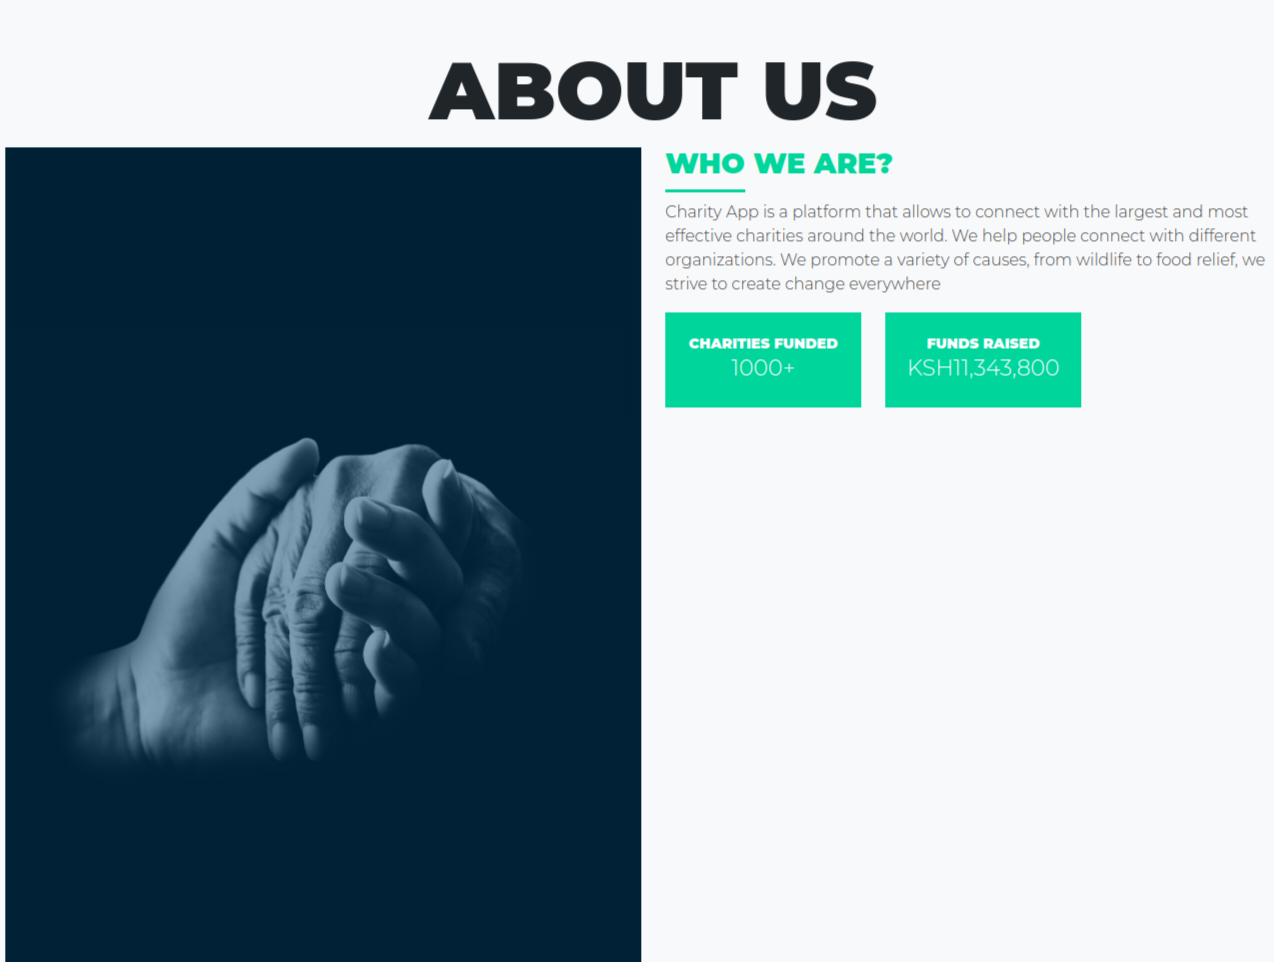 ABOUT US
WHO WE ARE?
Charity App is a platform that allows to connect with the largest and most
effective charities around the world. We help people connect with different
organizations. We promote a variety of causes, from wildlife to food relief, we
strive to create change everywhere
CHARITIES FUNDED
1000+
FUNDS RAISED
KSH11,343,800